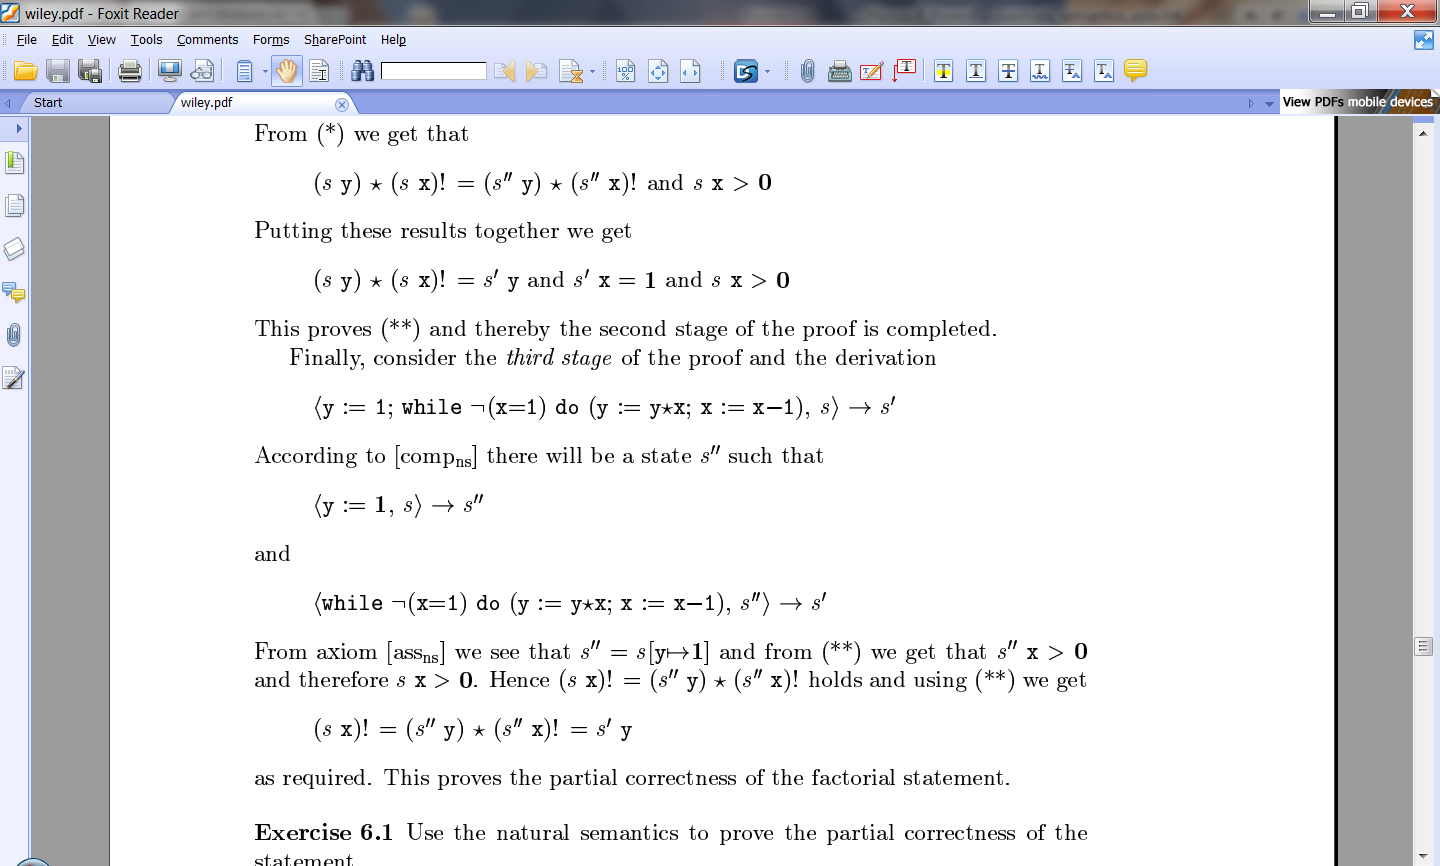 wiley.pdf - Foxit Reader
File Edit View Tools Comments Forms SharePoint Help
Start
wiley.pdf
View PDFs mobile devices
From (*) we get that
(s y) ⋆ (s x)! = (s″ y) ⋆ (s″ x)! and s x > 0
Putting these results together we get
(s y) ⋆ (s x)! = s′ y and s′ x = 1 and s x > 0
This proves (**) and thereby the second stage of the proof is completed.
Finally, consider the third stage of the proof and the derivation
⟨y := 1; while ¬(x=1) do (y := y⋆x; x := x−1), s⟩ → s′
According to [comp_ns] there will be a state s″ such that
⟨y := 1, s⟩ → s″
and
⟨while ¬(x=1) do (y := y⋆x; x := x−1), s″⟩ → s′
From axiom [ass_ns] we see that s″ = s[y↦1] and from (**) we get that s″ x > 0
and therefore s x > 0. Hence (s x)! = (s″ y) ⋆ (s″ x)! holds and using (**) we get
(s x)! = (s″ y) ⋆ (s″ x)! = s′ y
as required. This proves the partial correctness of the factorial statement.
Exercise 6.1 Use the natural semantics to prove the partial correctness of the
statement